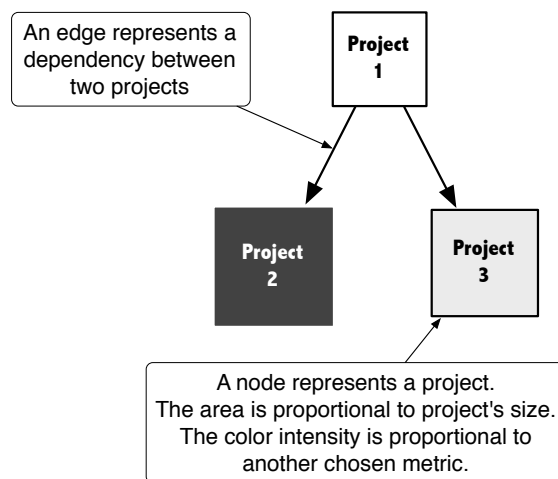 An edge represents a
dependency between
two projects
Project
1
Project
2
Project
3
A node represents a project.
The area is proportional to project's size.
The color intensity is proportional to
another chosen metric.